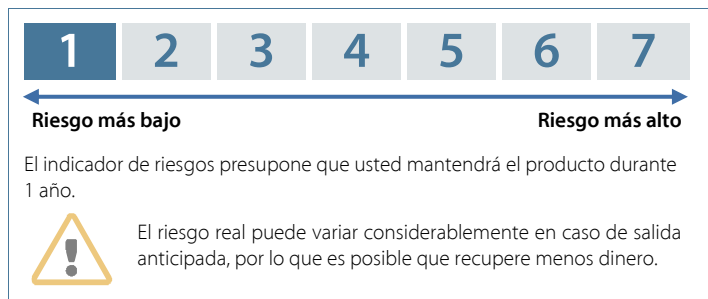 1 2 3 4 5 6 7
Riesgo más bajo Riesgo más alto
El indicador de riesgos presupone que usted mantendrá el producto durante
1 año.
El riesgo real puede variar considerablemente en caso de salida
anticipada, por lo que es posible que recupere menos dinero.